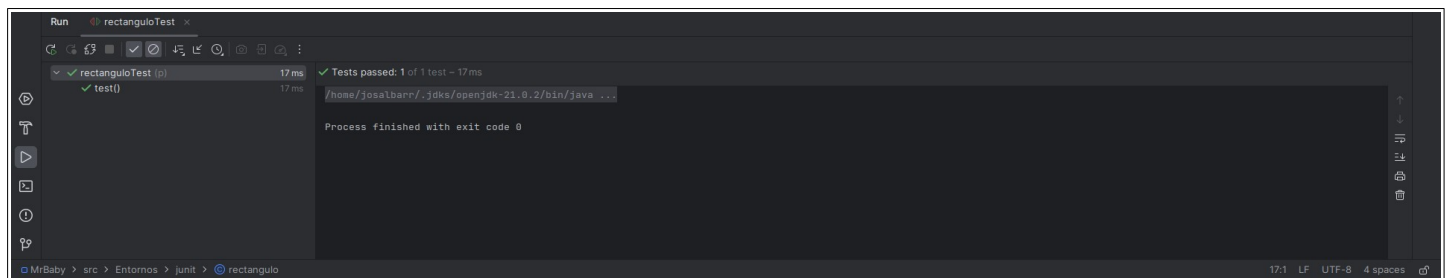 Run rectanguloTest
rectanguloTest (p) 17 ms
test() 17 ms
Tests passed: 1 of 1 test – 17 ms
/home/josalbarr/.jdks/openjdk-21.0.2/bin/java ...
Process finished with exit code 0
MrBaby > src > Entornos > junit > rectangulo 17:1 LF UTF-8 4 spaces